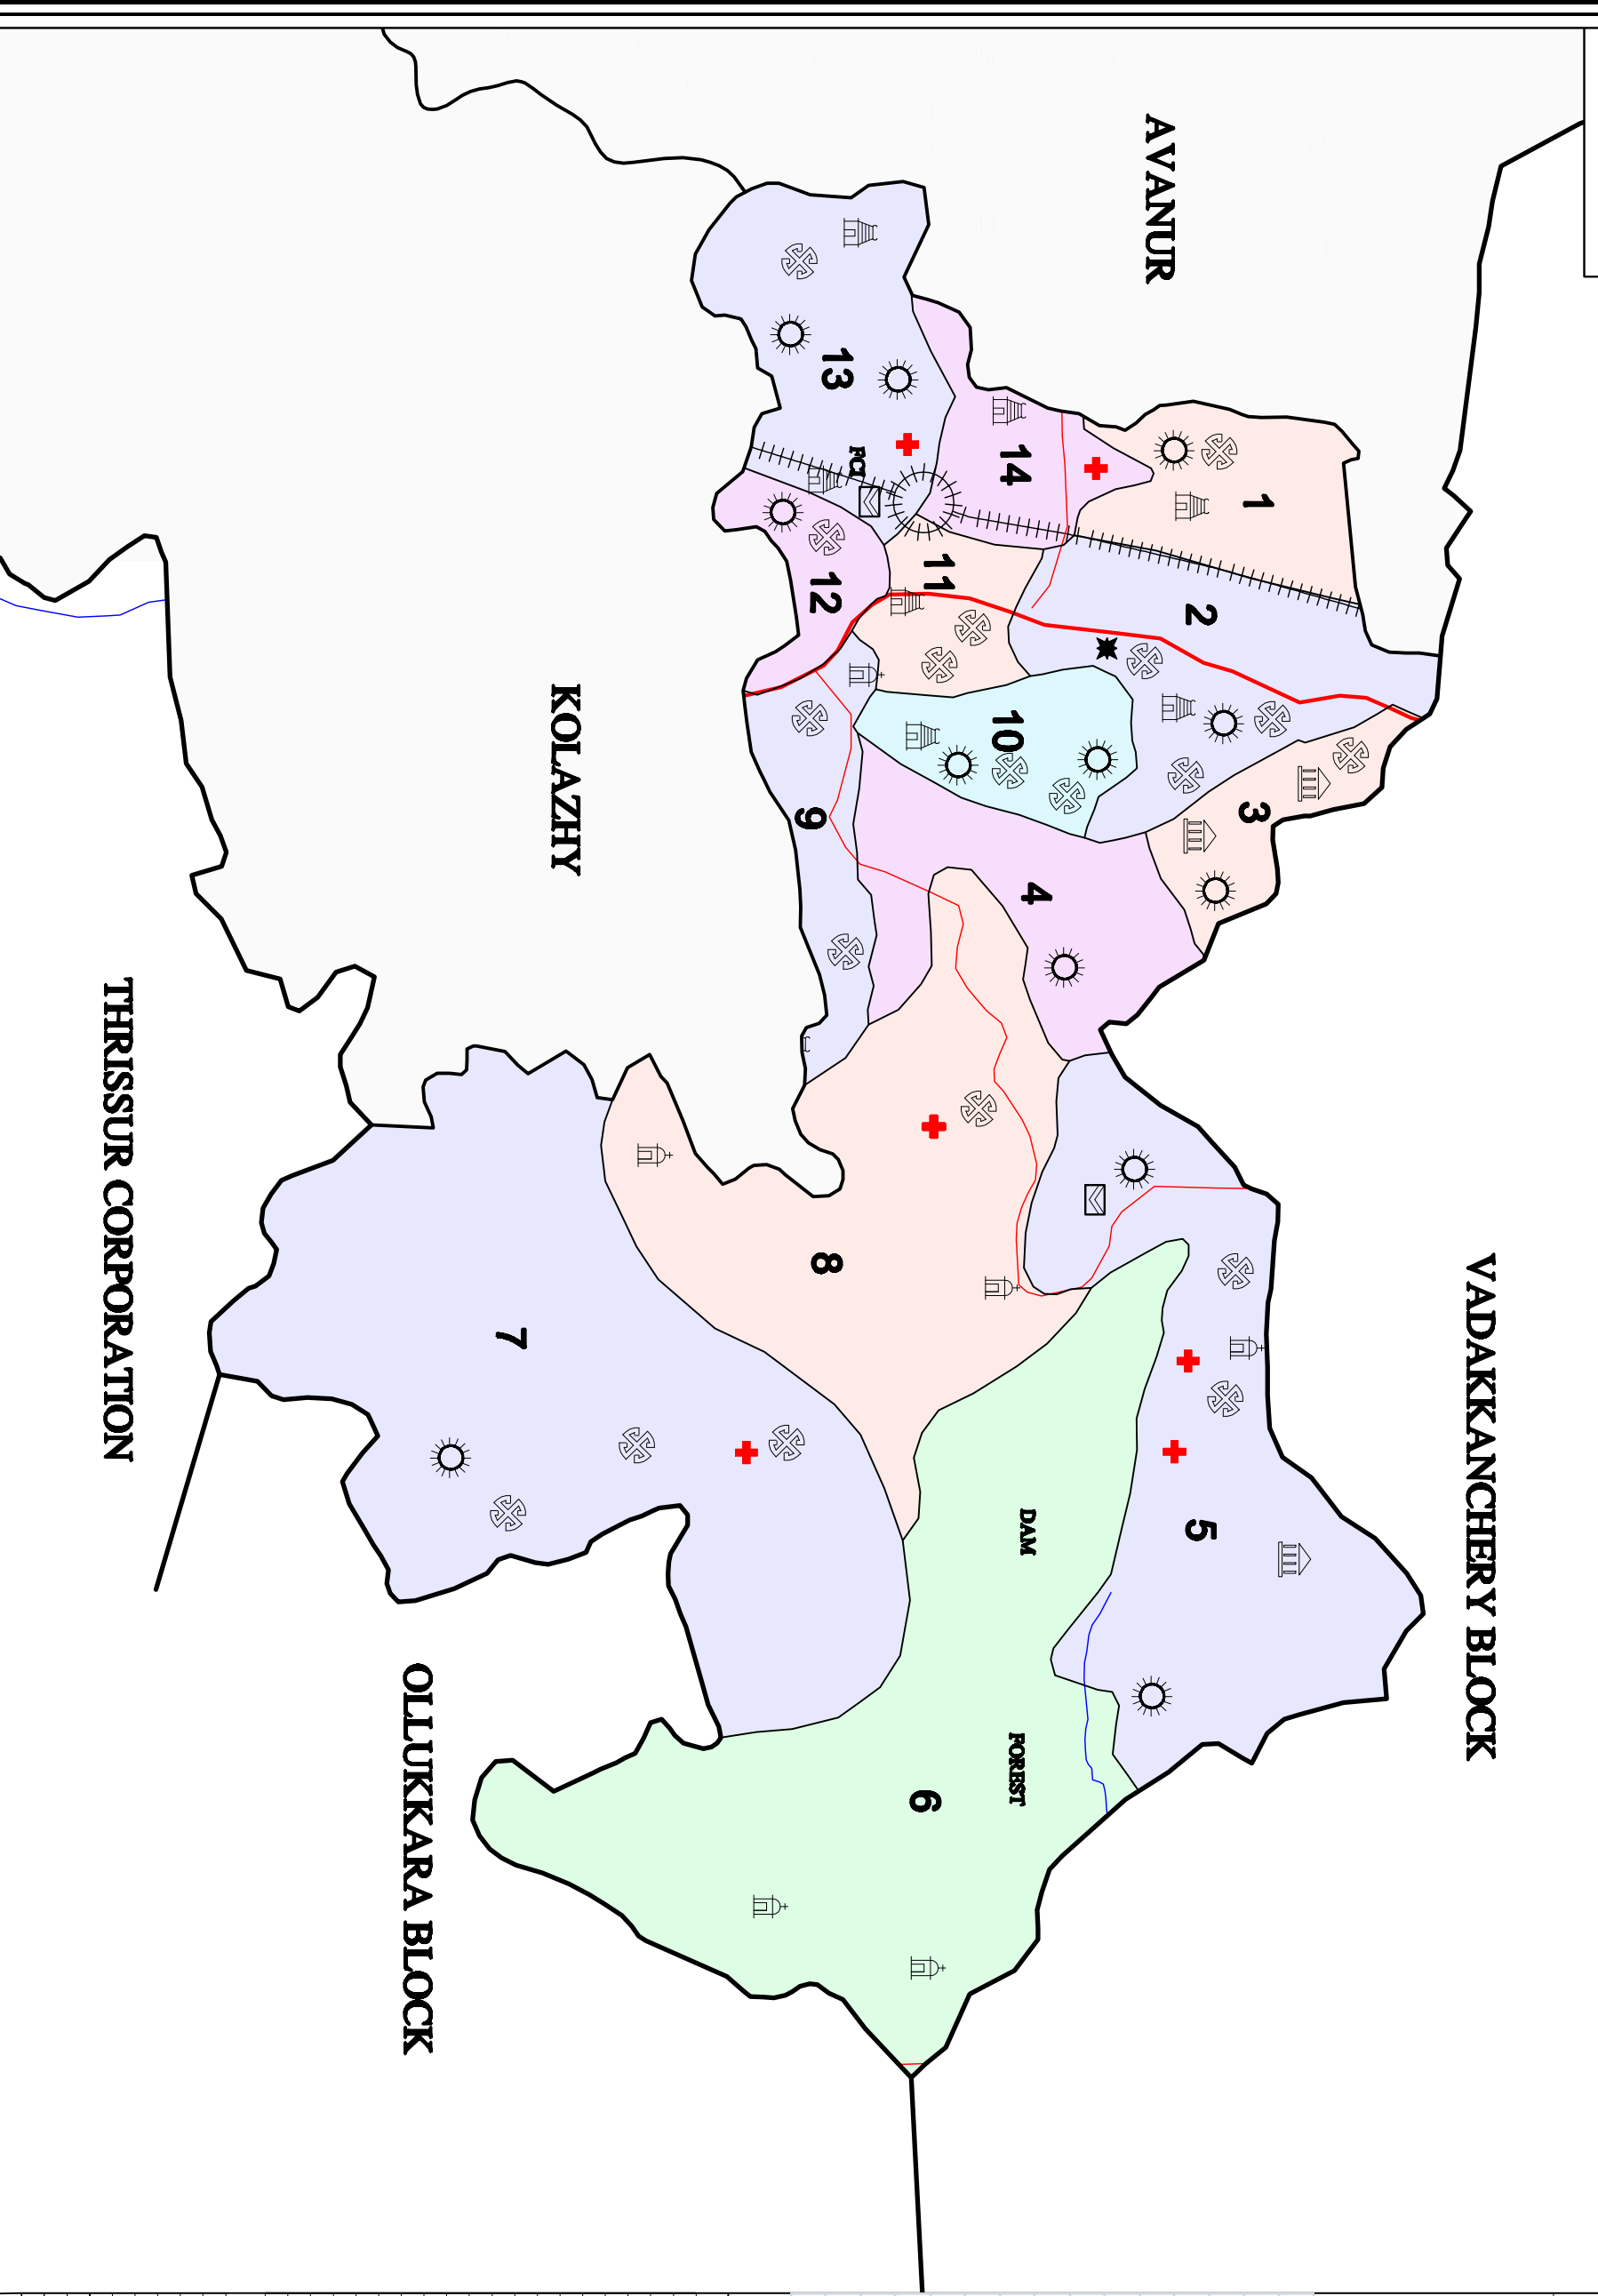 VADAKKANCHERY BLOCK
AVANUR
1
2
3
14
13
FCI
11
12
10
4
9
5
8
DAM
FOREST
6
7
KOLAZHY
OLLUKKARA BLOCK
THRISSUR CORPORATION